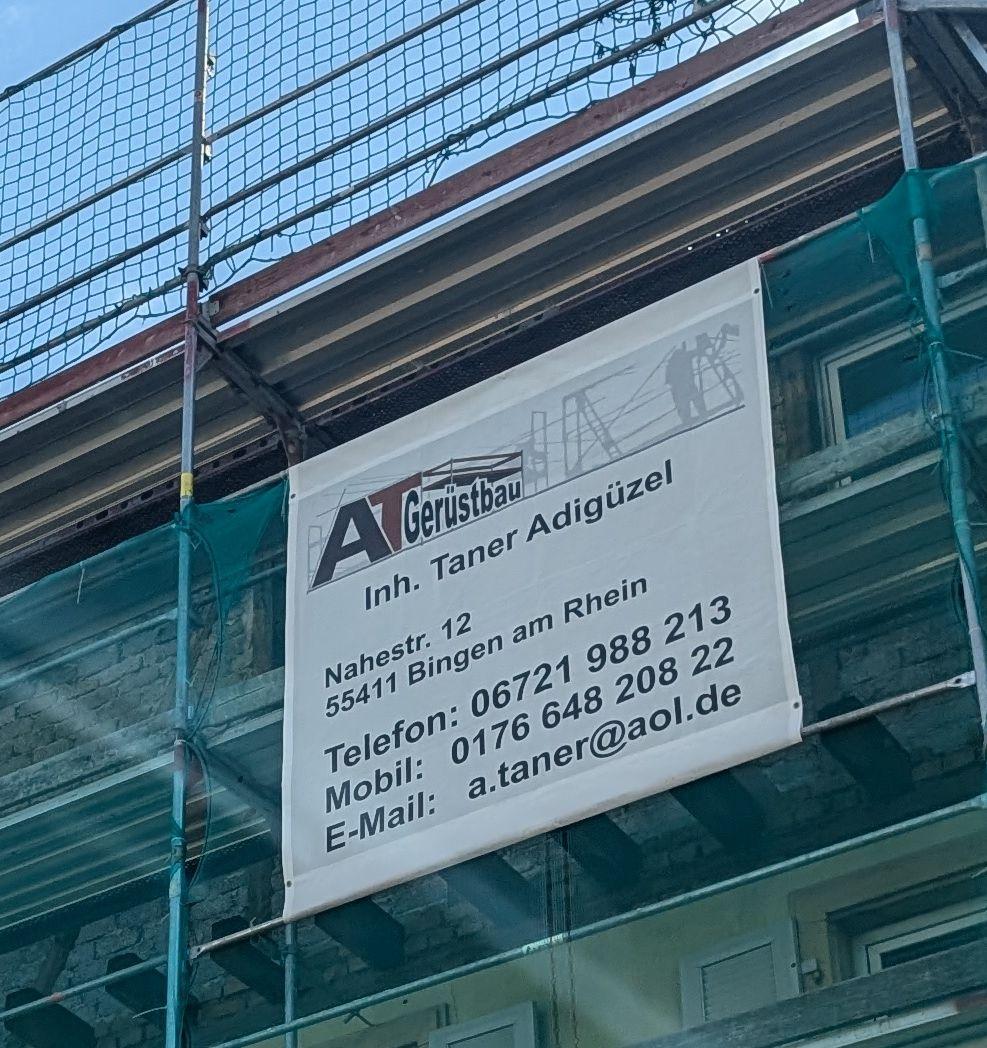 AT Gerüstbau
Inh. Taner Adigüzel
Nahestr. 12
55411 Bingen am Rhein
Telefon: 06721 988 213
Mobil: 0176 648 208 22
E-Mail: a.taner@aol.de